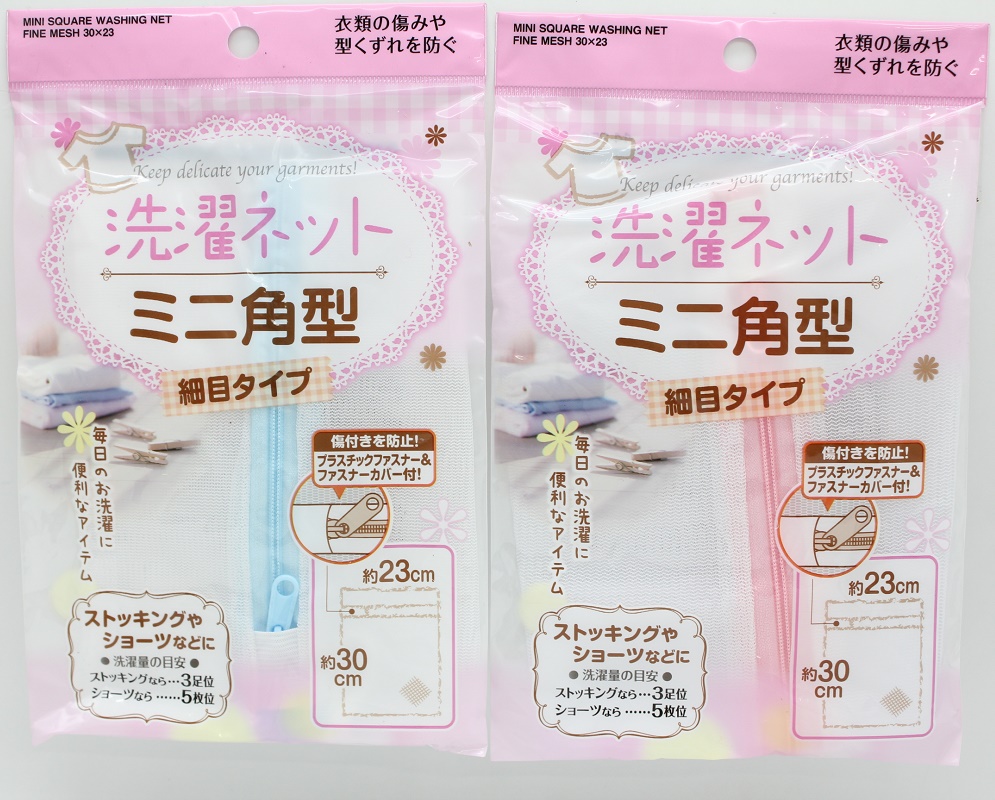 MINI SQUARE WASHING NET
FINE MESH 30×23
衣類の傷みや
型くずれを防ぐ
Keep delicate your garments!
洗濯ネット
ミニ角型
細目タイプ
毎日のお洗濯に
便利なアイテム
傷付きを防止!
プラスチックファスナー&
ファスナーカバー付!
約23cm
約30
cm
ストッキングや
ショーツなどに
●洗濯量の目安●
ストッキングなら…3足位
ショーツなら……5枚位
MINI SQUARE WASHING NET
FINE MESH 30×23
衣類の傷みや
型くずれを防ぐ
Keep delicate your garments!
洗濯ネット
ミニ角型
細目タイプ
毎日のお洗濯に
便利なアイテム
傷付きを防止!
プラスチックファスナー&
ファスナーカバー付!
約23cm
約30
cm
ストッキングや
ショーツなどに
●洗濯量の目安●
ストッキングなら…3足位
ショーツなら……5枚位